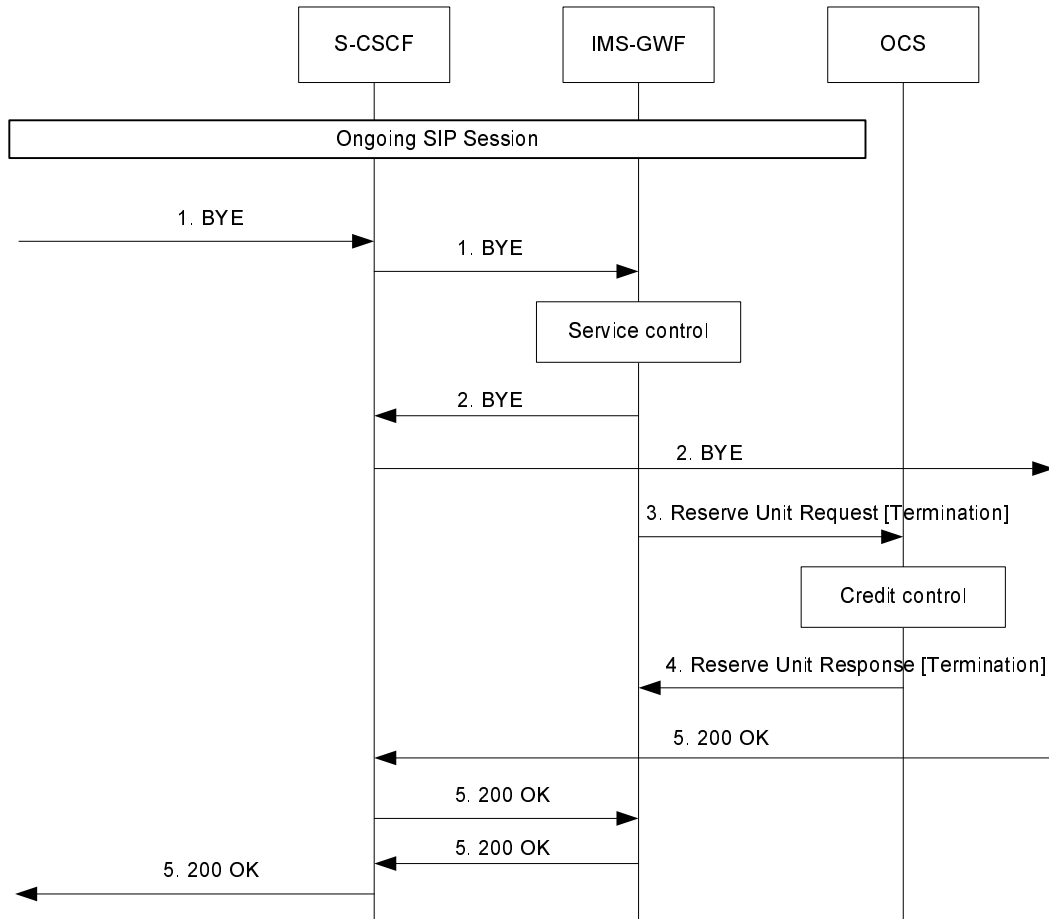 S-CSCF
IMS-GWF
OCS
Ongoing SIP Session
1. BYE
1. BYE
Service control
2. BYE
2. BYE
3. Reserve Unit Request [Termination]
Credit control
4. Reserve Unit Response [Termination]
5. 200 OK
5. 200 OK
5. 200 OK
5. 200 OK